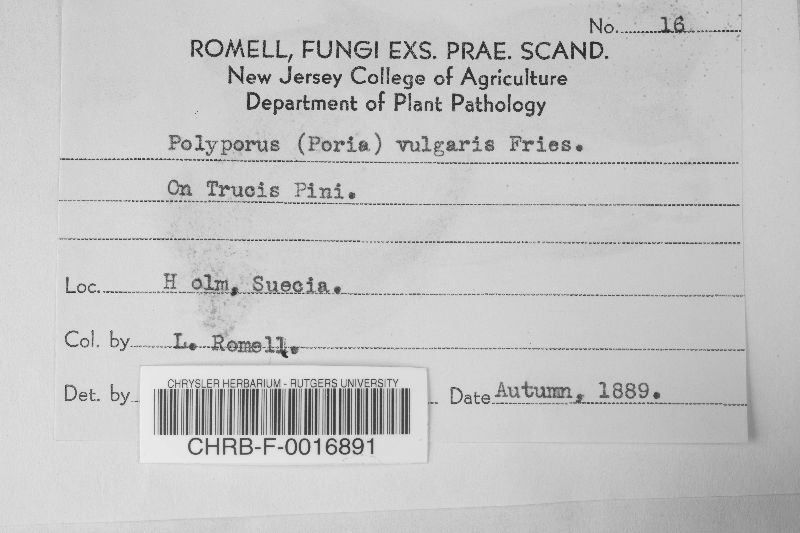 No. 16
ROMELL, FUNGI EXS. PRAE. SCAND.
New Jersey College of Agriculture
Department of Plant Pathology
Polyporus (Poria) vulgaris Fries.
On Trucis Pini.
Loc. H olm, Suecia.
Col. by L. Romell.
Det. by
Date Autumn, 1889.
CHRYSLER HERBARIUM - RUTGERS UNIVERSITY
CHRB-F-0016891